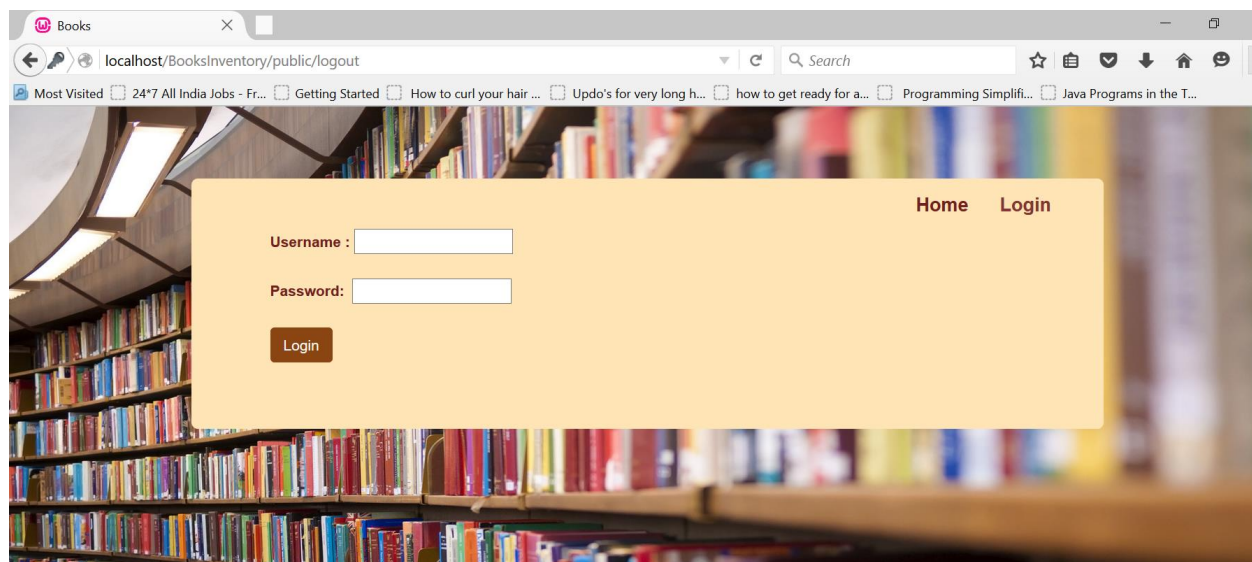 Books
localhost/BooksInventory/public/logout
Search
Most Visited 24*7 All India Jobs - Fr... Getting Started How to curl your hair ... Updo's for very long h... how to get ready for a... Programming Simplifi... Java Programs in the T...
Home Login
Username :
Password:
Login